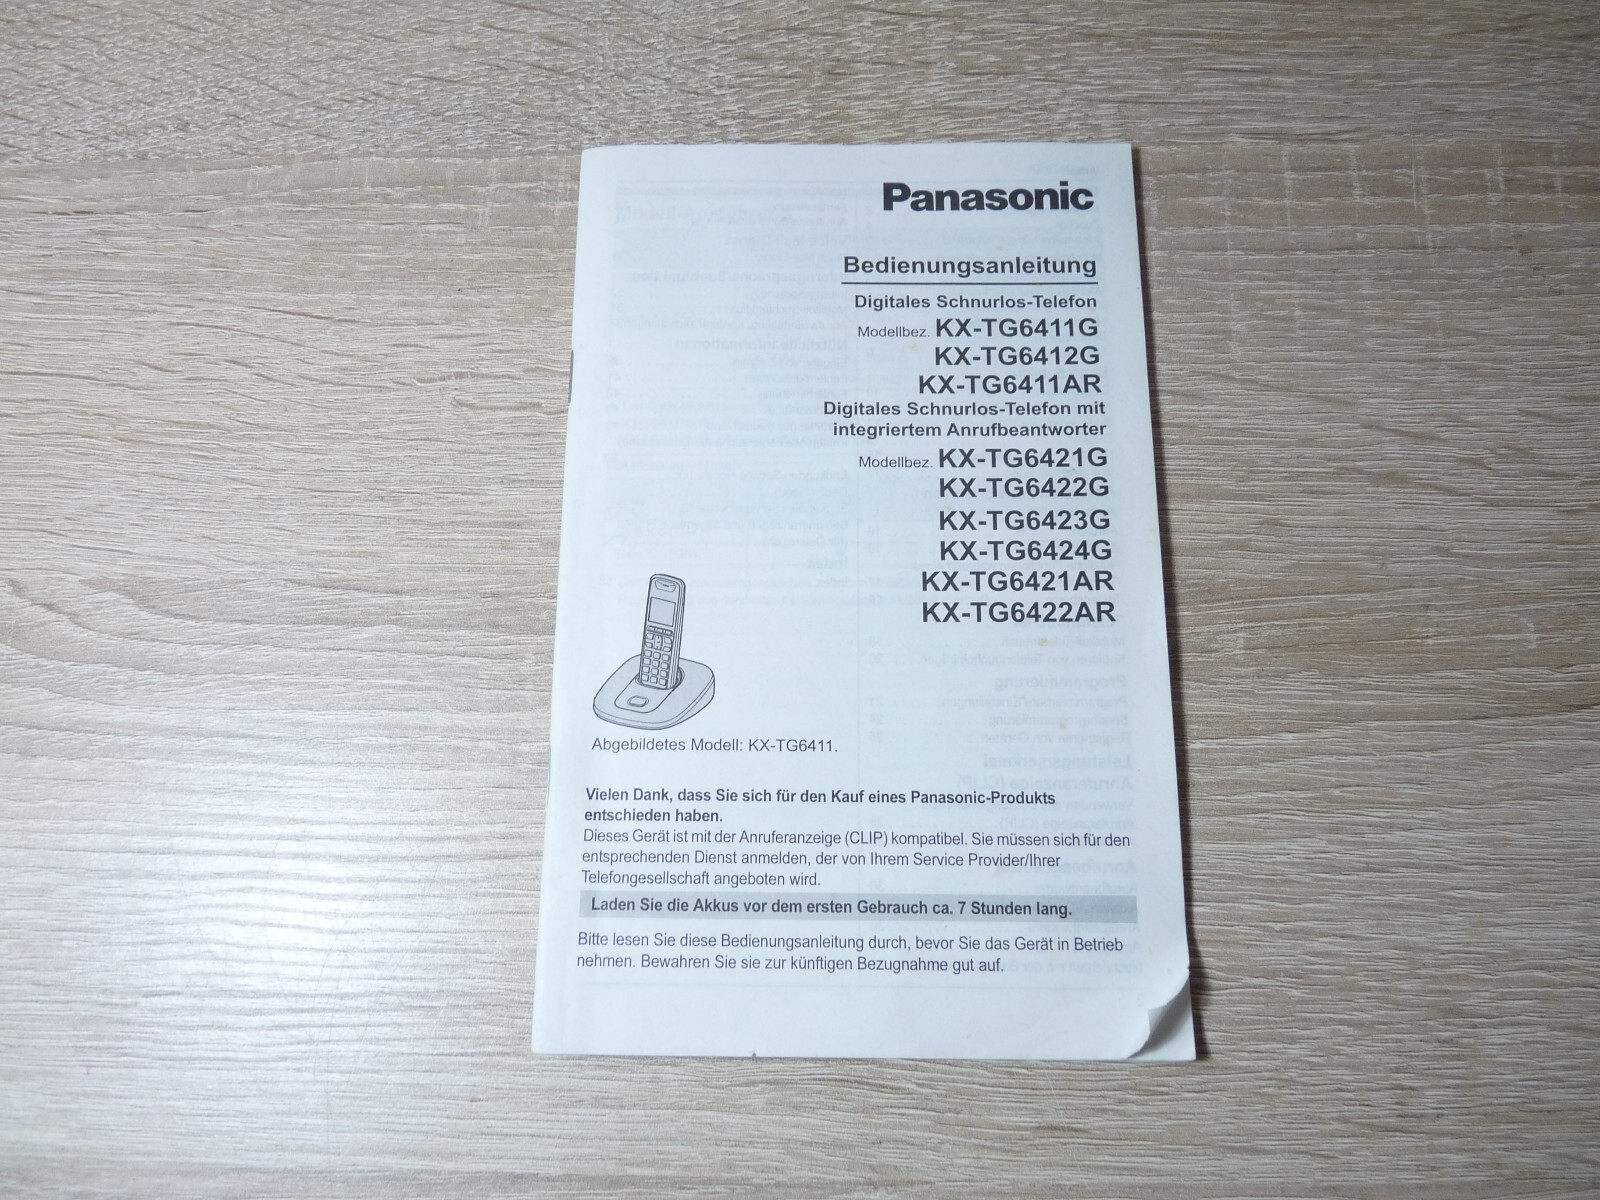 Panasonic
Bedienungsanleitung
Digitales Schnurlos-Telefon
Modellbez. KX-TG6411G
KX-TG6412G
KX-TG6411AR
Digitales Schnurlos-Telefon mit
integriertem Anrufbeantworter
Modellbez. KX-TG6421G
KX-TG6422G
KX-TG6423G
KX-TG6424G
KX-TG6421AR
KX-TG6422AR
Abgebildetes Modell: KX-TG6411.
Vielen Dank, dass Sie sich für den Kauf eines Panasonic-Produkts
entschieden haben.
Dieses Gerät ist mit der Anruferanzeige (CLIP) kompatibel. Sie müssen sich für den
entsprechenden Dienst anmelden, der von Ihrem Service Provider/Ihrer
Telefongesellschaft angeboten wird.
Laden Sie die Akkus vor dem ersten Gebrauch ca. 7 Stunden lang.
Bitte lesen Sie diese Bedienungsanleitung durch, bevor Sie das Gerät in Betrieb
nehmen. Bewahren Sie sie zur künftigen Bezugnahme gut auf.